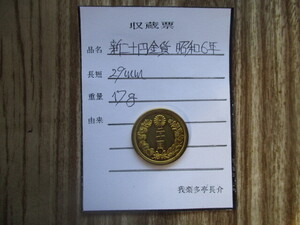 収蔵票
品名 新二十円金貨 昭和6年
長短 29mm
重量 17g
由来
我楽多亭長介